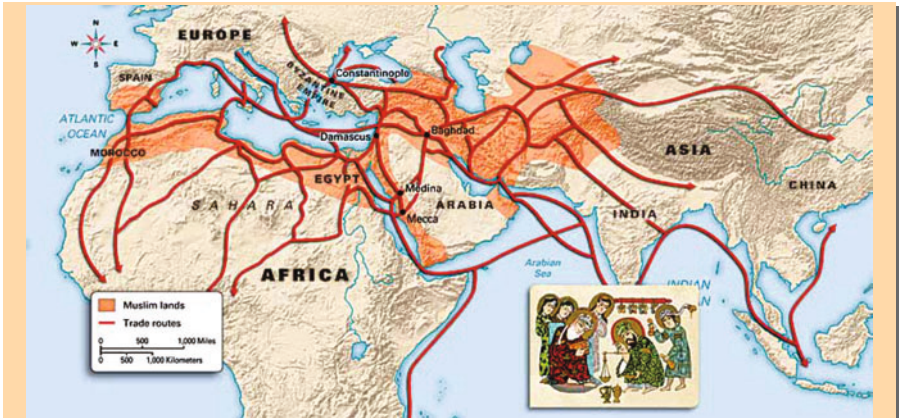 N
W E
S
EUROPE
SPAIN
ATLANTIC
OCEAN
MOROCCO
BYZANTINE
EMPIRE
Constantinople
Damascus
Baghdad
EGYPT
Medina
Mecca
ARABIA
SAHARA
AFRICA
ASIA
CHINA
INDIA
Arabian
Sea
INDIAN
Muslim lands
Trade routes
0 500 1,000 Miles
0 500 1,000 Kilometers